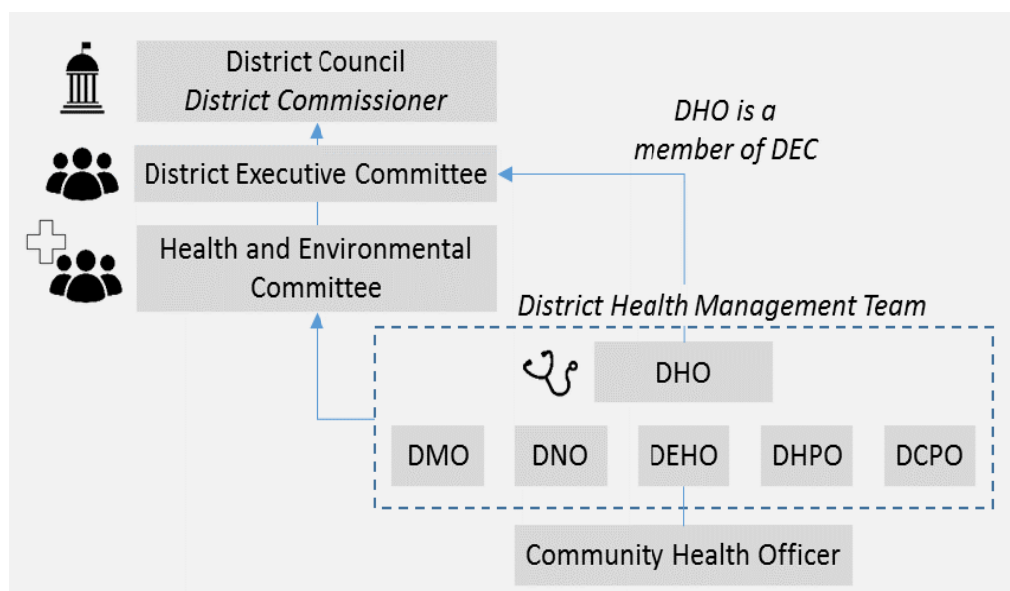 District Council
District Commissioner
DHO is a
member of DEC
District Executive Committee
Health and Environmental
Committee
District Health Management Team
DHO
DMO
DNO
DEHO
DHPO
DCPO
Community Health Officer